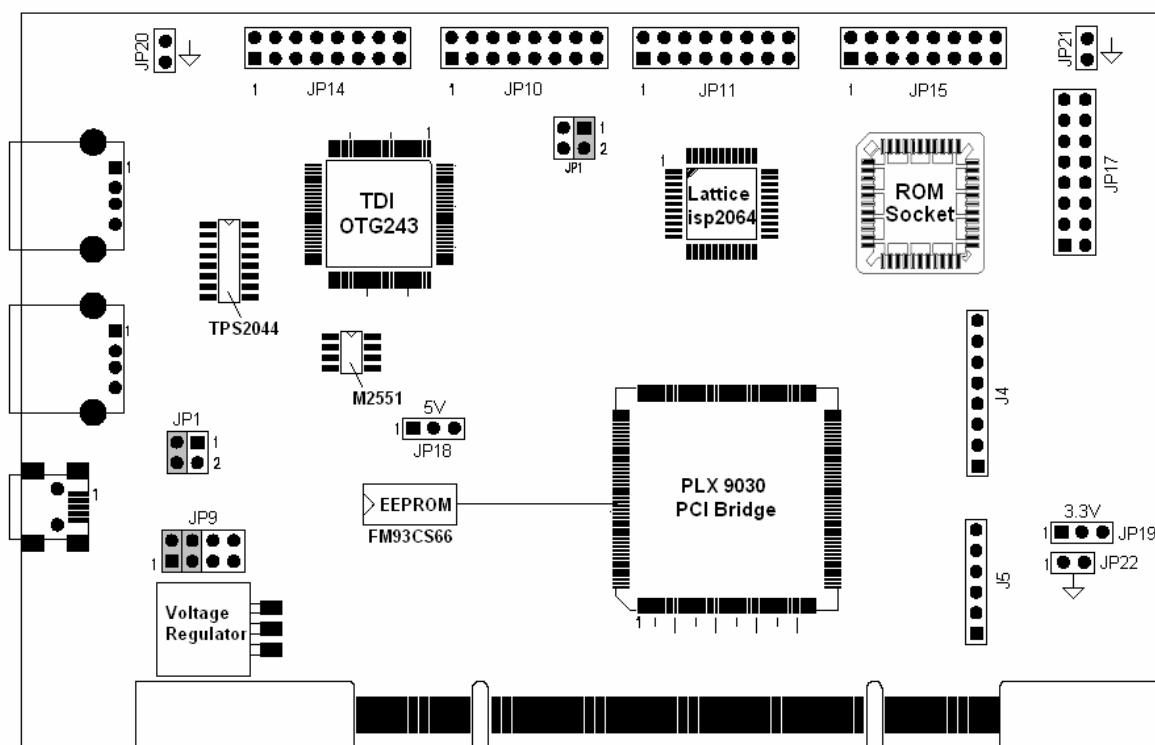 JP20
1
JP14
1
JP10
1
JP11
1
JP15
JP21
1
1
1
2
JP1
1
JP17
TDI
OTG243
Lattice
isp2064
ROM
Socket
TPS2044
1
M2551
5V
1
JP18
J4
JP1
1
2
1
EEPROM
FM93CS66
PLX 9030
PCI Bridge
JP9
1
3.3V
1
JP19
1
JP22
J5
1
Voltage
Regulator